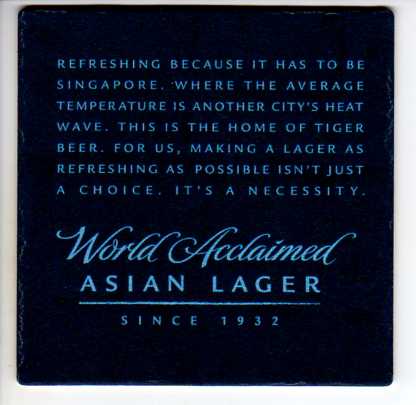 REFRESHING BECAUSE IT HAS TO BE
SINGAPORE. WHERE THE AVERAGE
TEMPERATURE IS ANOTHER CITY'S HEAT
WAVE. THIS IS THE HOME OF TIGER
BEER. FOR US, MAKING A LAGER AS
REFRESHING AS POSSIBLE ISN'T JUST
A CHOICE. IT'S A NECESSITY.
World Acclaimed
ASIAN LAGER
SINCE 1932